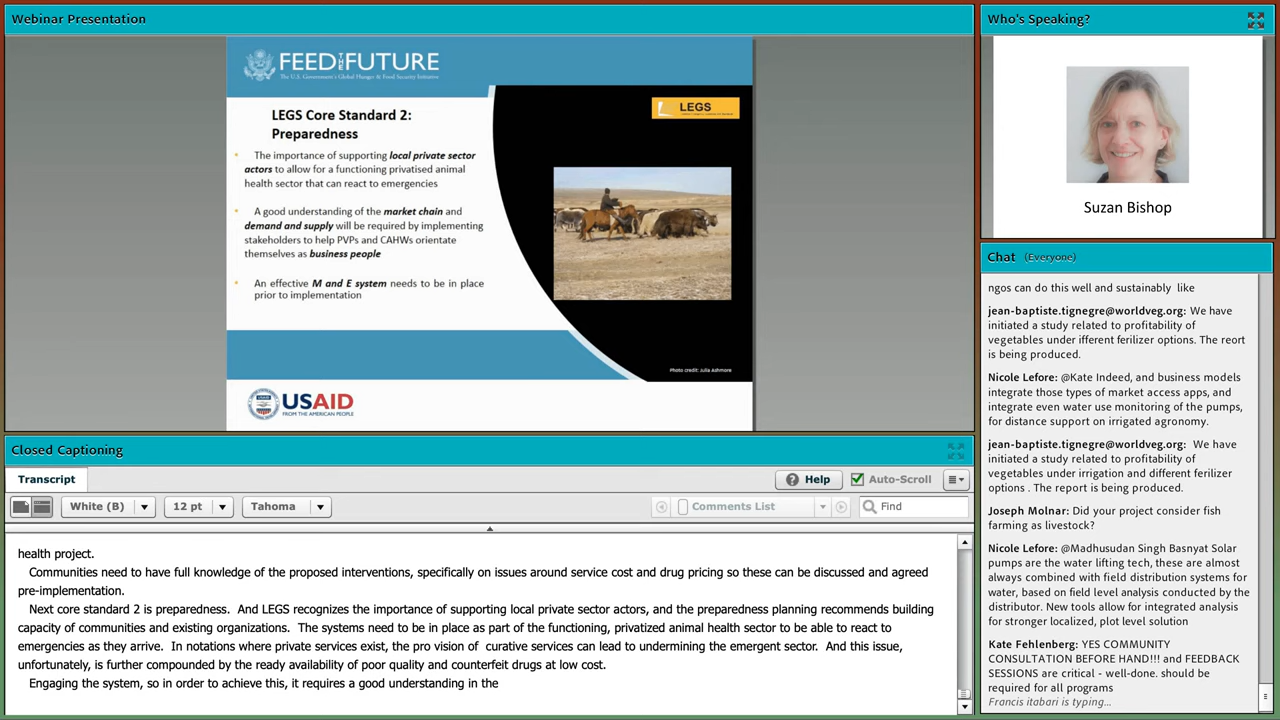 Webinar Presentation
FEED THE FUTURE
The U.S. Government's Global Hunger & Food Security Initiative
LEGS Core Standard 2:
Preparedness
LEGS
The importance of supporting local private sector
actors to allow for a functioning privatised animal
health sector that can react to emergencies
A good understanding of the market chain and
demand and supply will be required by implementing
stakeholders to help PVPs and CAHWs orientate
themselves as business people
An effective M and E system needs to be in place
prior to implementation
Photo credit: Julia Ashmore
USAID
FROM THE AMERICAN PEOPLE
Closed Captioning
Transcript
Help
Auto-Scroll
White (B)
12 pt
Tahoma
Comments List
Find
health project.
Communities need to have full knowledge of the proposed interventions, specifically on issues around service cost and drug pricing so these can be discussed and agreed
pre-implementation.
Next core standard 2 is preparedness.  And LEGS recognizes the importance of supporting local private sector actors, and the preparedness planning recommends building
capacity of communities and existing organizations.  The systems need to be in place as part of the functioning, privatized animal health sector to be able to react to
emergencies as they arrive.  In notations where private services exist, the pro vision of  curative services can lead to undermining the emergent sector.  And this issue,
unfortunately, is further compounded by the ready availability of poor quality and counterfeit drugs at low cost.
Engaging the system, so in order to achieve this, it requires a good understanding in the
Who's Speaking?
Suzan Bishop
Chat (Everyone)
ngos can do this well and sustainably  like
jean-baptiste.tignegre@worldveg.org: We have
initiated a study related to profitability of
vegetables under ifferent ferilizer options. The reort
is being produced.
Nicole Lefore: @Kate Indeed, and business models
integrate those types of market access apps, and
integrate even water use monitoring of the pumps,
for distance support on irrigated agronomy.
jean-baptiste.tignegre@worldveg.org:  We have
initiated a study related to profitability of
vegetables under irrigation and different ferilizer
options . The report is being produced.
Joseph Molnar: Did your project consider fish
farming as livestock?
Nicole Lefore: @Madhusudan Singh Basnyat Solar
pumps are the water lifting tech, these are almost
always combined with field distribution systems for
water, based on field level analysis conducted by the
distributor. New tools allow for integrated analysis
for stronger localized, plot level solution
Kate Fehlenberg: YES COMMUNITY
CONSULTATION BEFORE HAND!!! and FEEDBACK
SESSIONS are critical - well-done. should be
required for all programs
Francis itabari is typing...